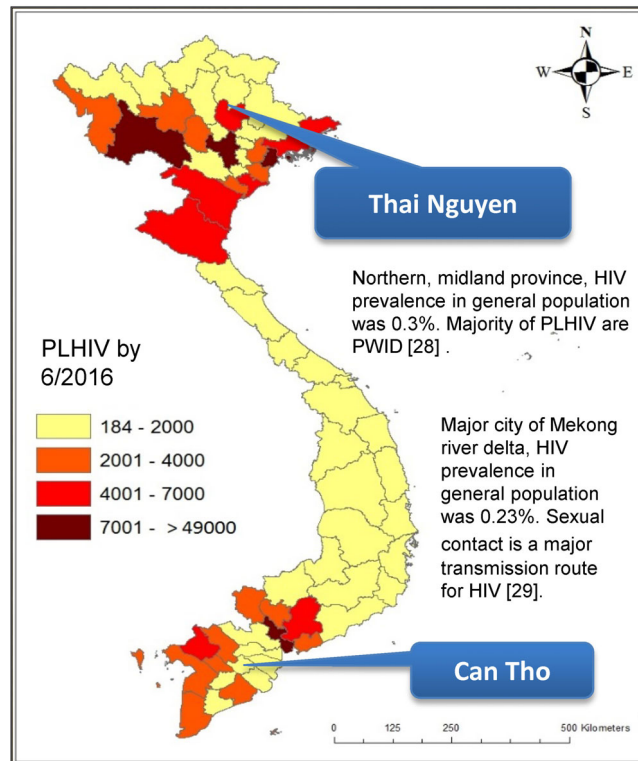 N
W E
S
Thai Nguyen
Northern, midland province, HIV
prevalence in general population
was 0.3%. Majority of PLHIV are
PWID [28] .
PLHIV by
6/2016
184 - 2000
2001 - 4000
4001 - 7000
7001 - > 49000
Major city of Mekong
river delta, HIV
prevalence in
general population
was 0.23%. Sexual
contact is a major
transmission route
for HIV [29].
Can Tho
0 125 250 500 Kilometers